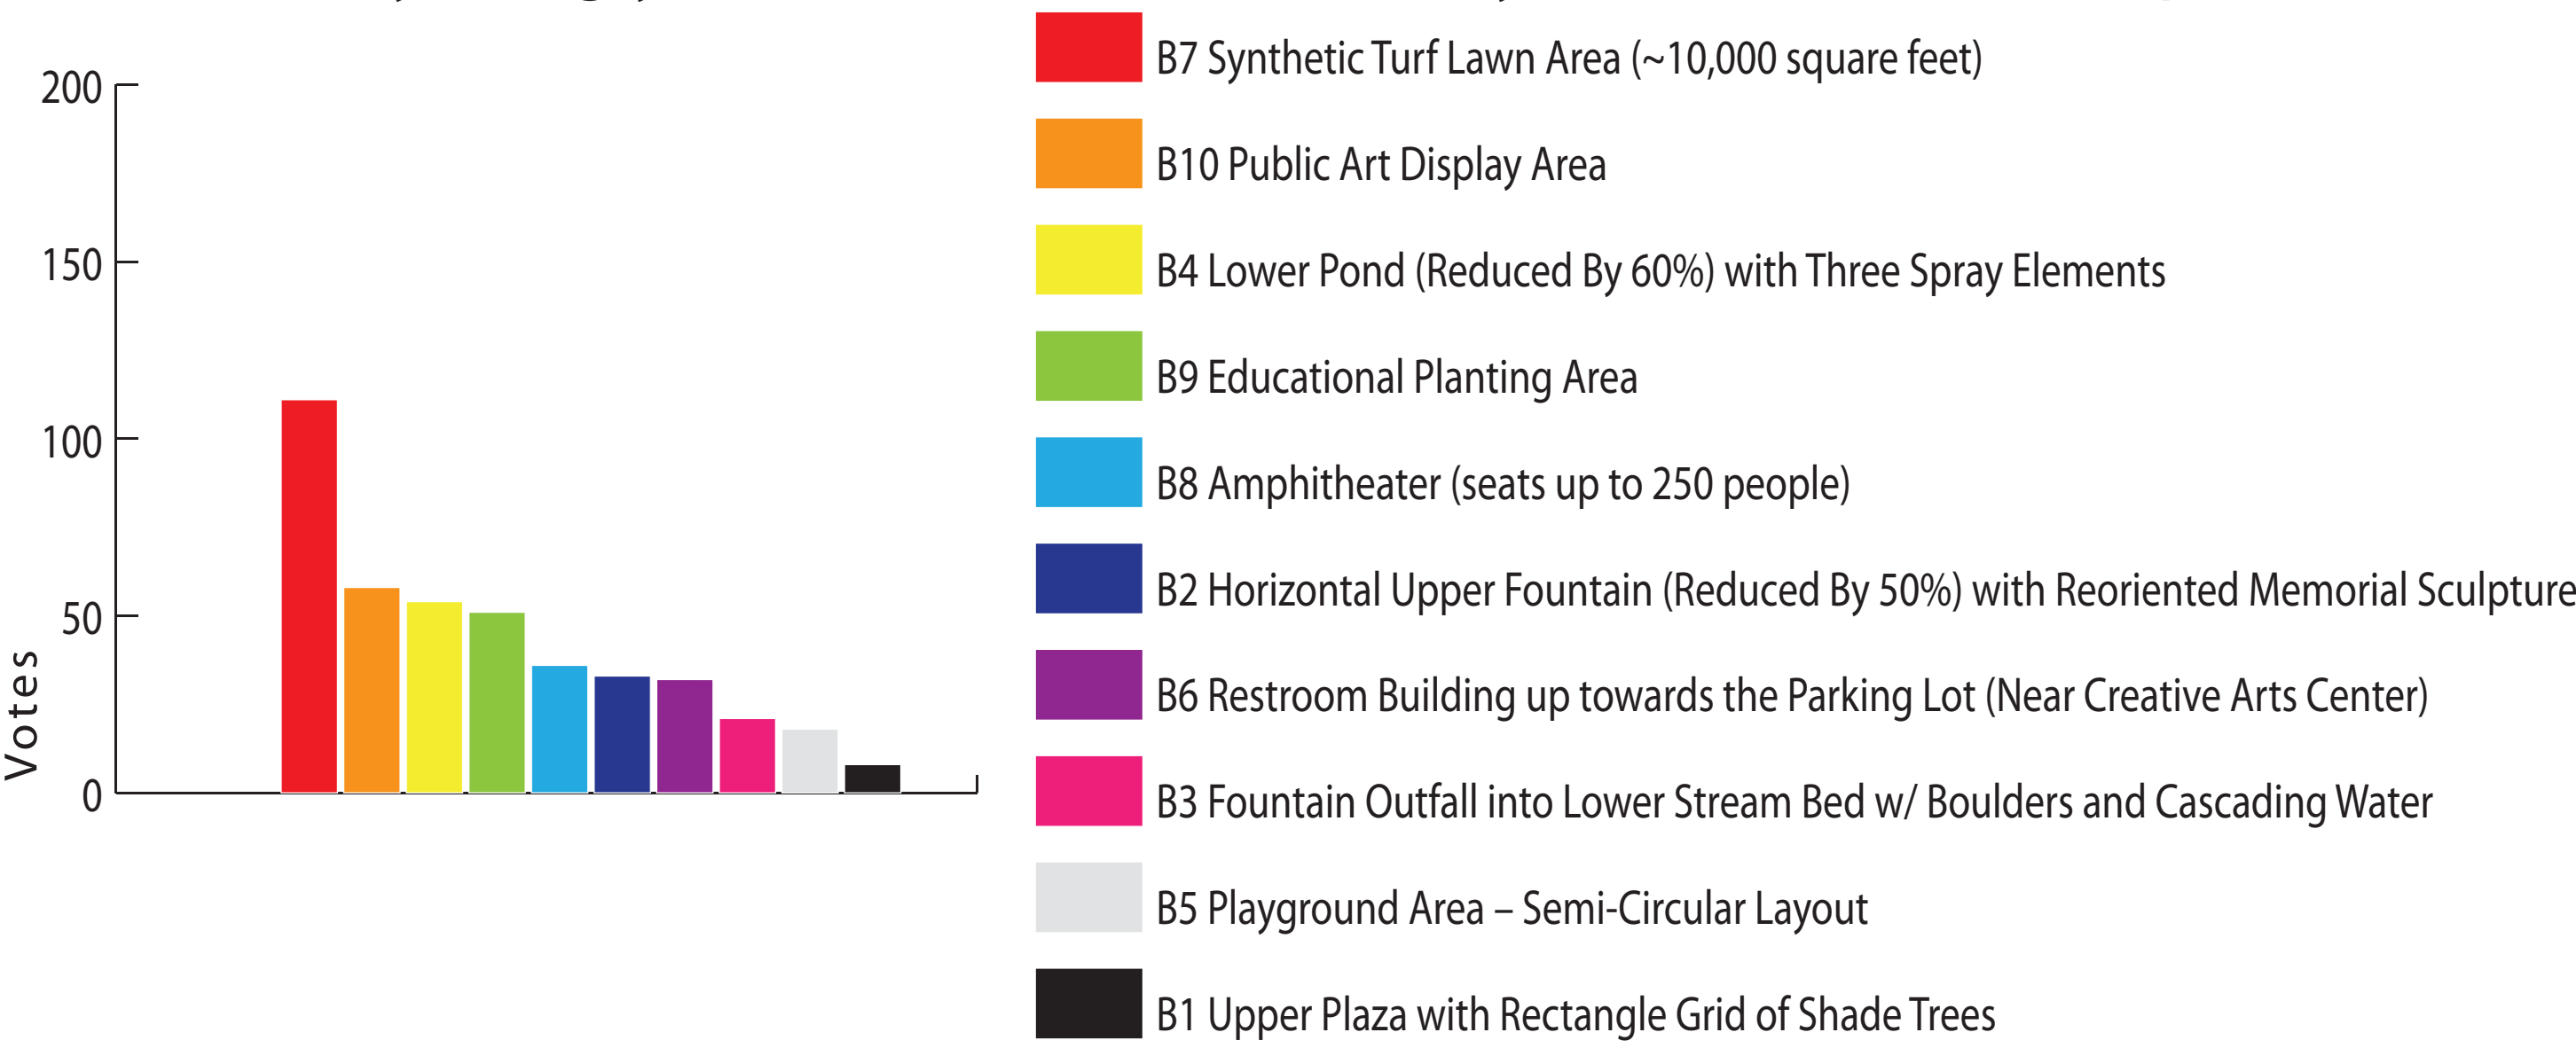 200
150
100
50
0
Votes
B7 Synthetic Turf Lawn Area (~10,000 square feet)
B10 Public Art Display Area
B4 Lower Pond (Reduced By 60%) with Three Spray Elements
B9 Educational Planting Area
B8 Amphitheater (seats up to 250 people)
B2 Horizontal Upper Fountain (Reduced By 50%) with Reoriented Memorial Sculpture
B6 Restroom Building up towards the Parking Lot (Near Creative Arts Center)
B3 Fountain Outfall into Lower Stream Bed w/ Boulders and Cascading Water
B5 Playground Area – Semi-Circular Layout
B1 Upper Plaza with Rectangle Grid of Shade Trees